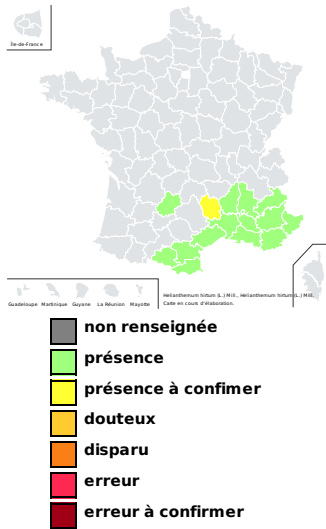 Île-de-France
Guadeloupe Martinique Guyane La Réunion Mayotte
Helianthemum hirtum (L.) Mill., Helianthemum hirtum (L.) Mill.
Carte en cours d'élaboration.
non renseignée
présence
présence à confimer
douteux
disparu
erreur
erreur à confirmer